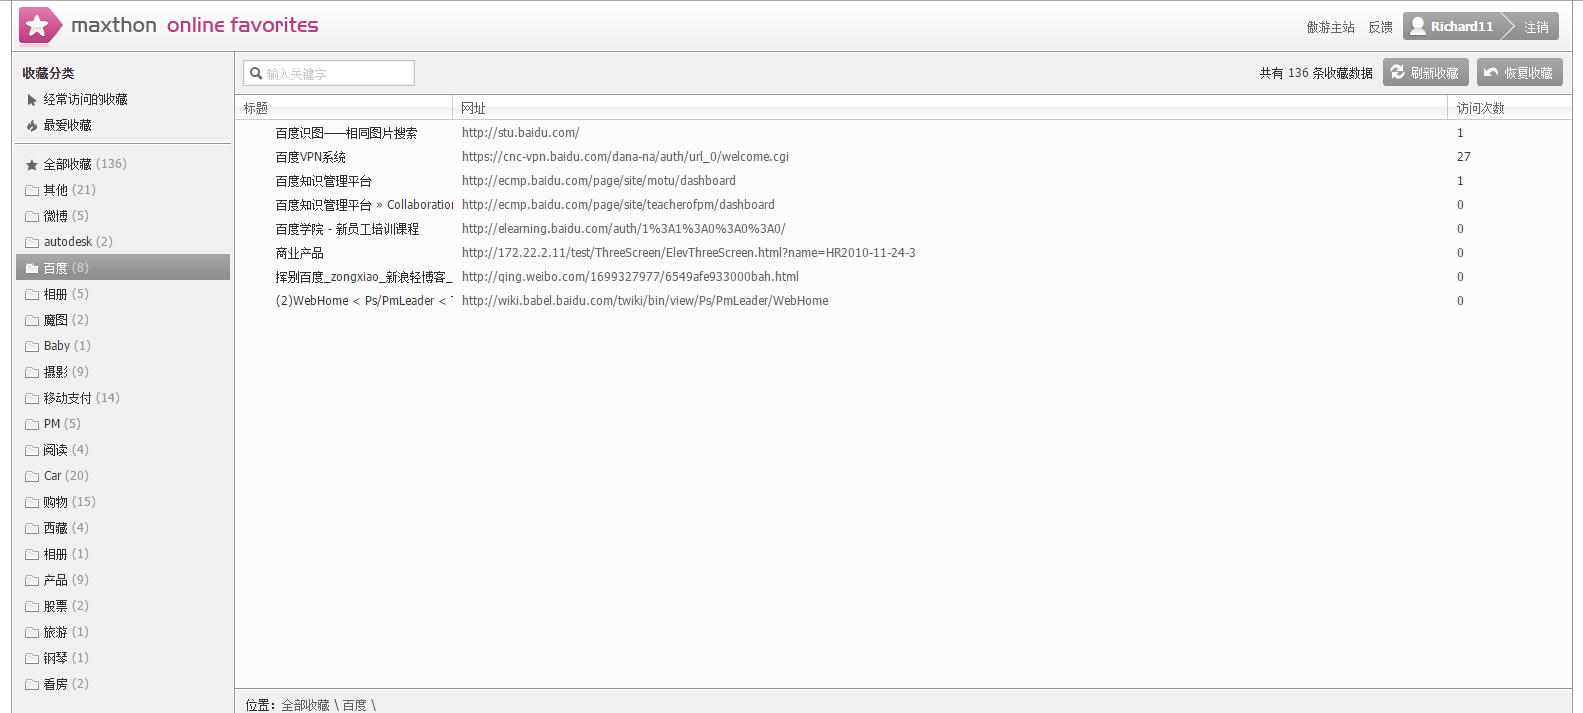 maxthon online favorites
傲游主站 反馈 Richard11 注销
收藏分类
经常访问的收藏
最爱收藏
全部收藏 (136)
其他 (21)
微博 (5)
autodesk (2)
百度 (8)
相册 (5)
魔图 (2)
Baby (1)
摄影 (9)
移动支付 (14)
PM (5)
阅读 (4)
Car (20)
购物 (15)
西藏 (4)
相册 (1)
产品 (9)
股票 (2)
旅游 (1)
钢琴 (1)
看房 (2)
输入关键字 共有 136 条收藏数据 刷新收藏 恢复收藏
标题 网址 访问次数
百度识图——相同图片搜索 http://stu.baidu.com/ 1
百度VPN系统 https://cnc-vpn.baidu.com/dana-na/auth/url_0/welcome.cgi 27
百度知识管理平台 http://ecmp.baidu.com/page/site/motu/dashboard 1
百度知识管理平台 » Collaboration http://ecmp.baidu.com/page/site/teacherofpm/dashboard 0
百度学院 - 新员工培训课程 http://elearning.baidu.com/auth/1%3A1%3A0%3A0%3A0/ 0
商业产品 http://172.22.2.11/test/ThreeScreen/ElevThreeScreen.html?name=HR2010-11-24-3 0
挥别百度_zongxiao_新浪轻博客_ http://qing.weibo.com/1699327977/6549afe933000bah.html 0
(2)WebHome < Ps/PmLeader < http://wiki.babel.baidu.com/twiki/bin/view/Ps/PmLeader/WebHome 0
位置：全部收藏 \ 百度 \